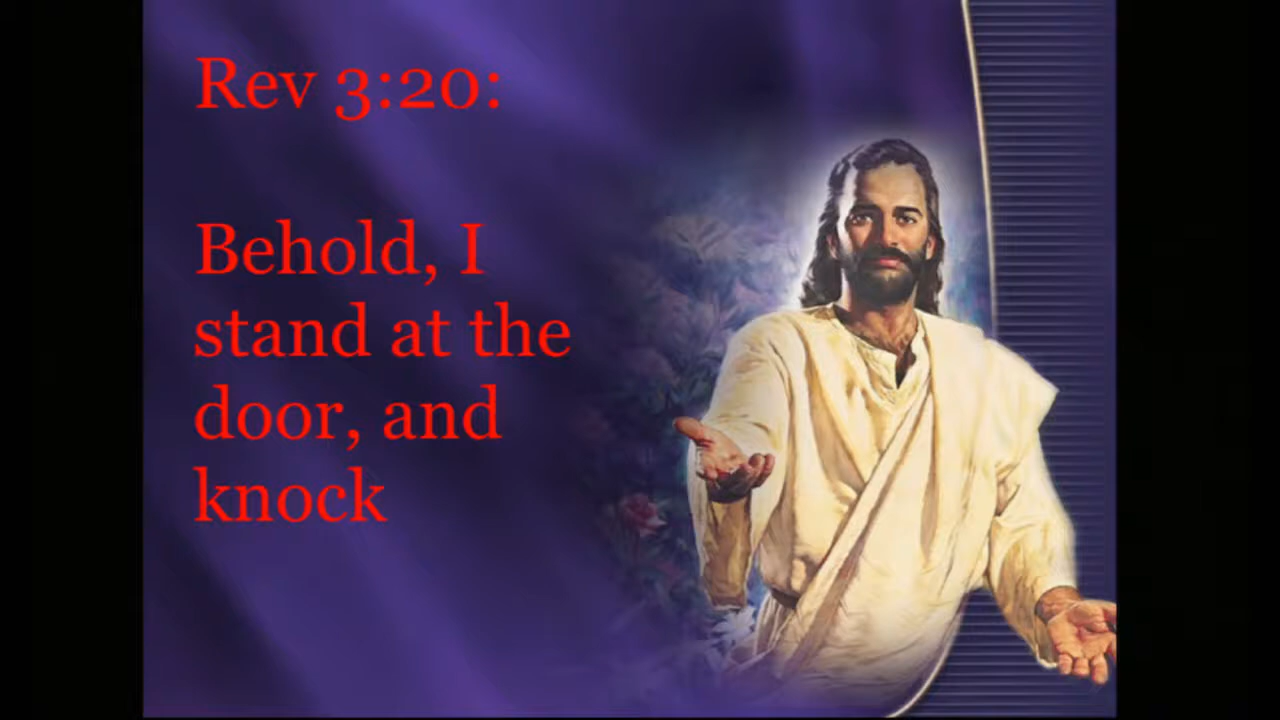 Rev 3:20:
Behold, I
stand at the
door, and
knock